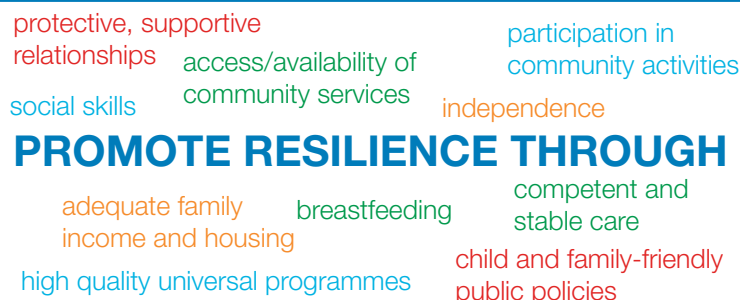 protective, supportive
relationships
access/availability of
community services
participation in
community activities
social skills
independence
PROMOTE RESILIENCE THROUGH
adequate family
income and housing
breastfeeding
competent and
stable care
high quality universal programmes
child and family-friendly
public policies